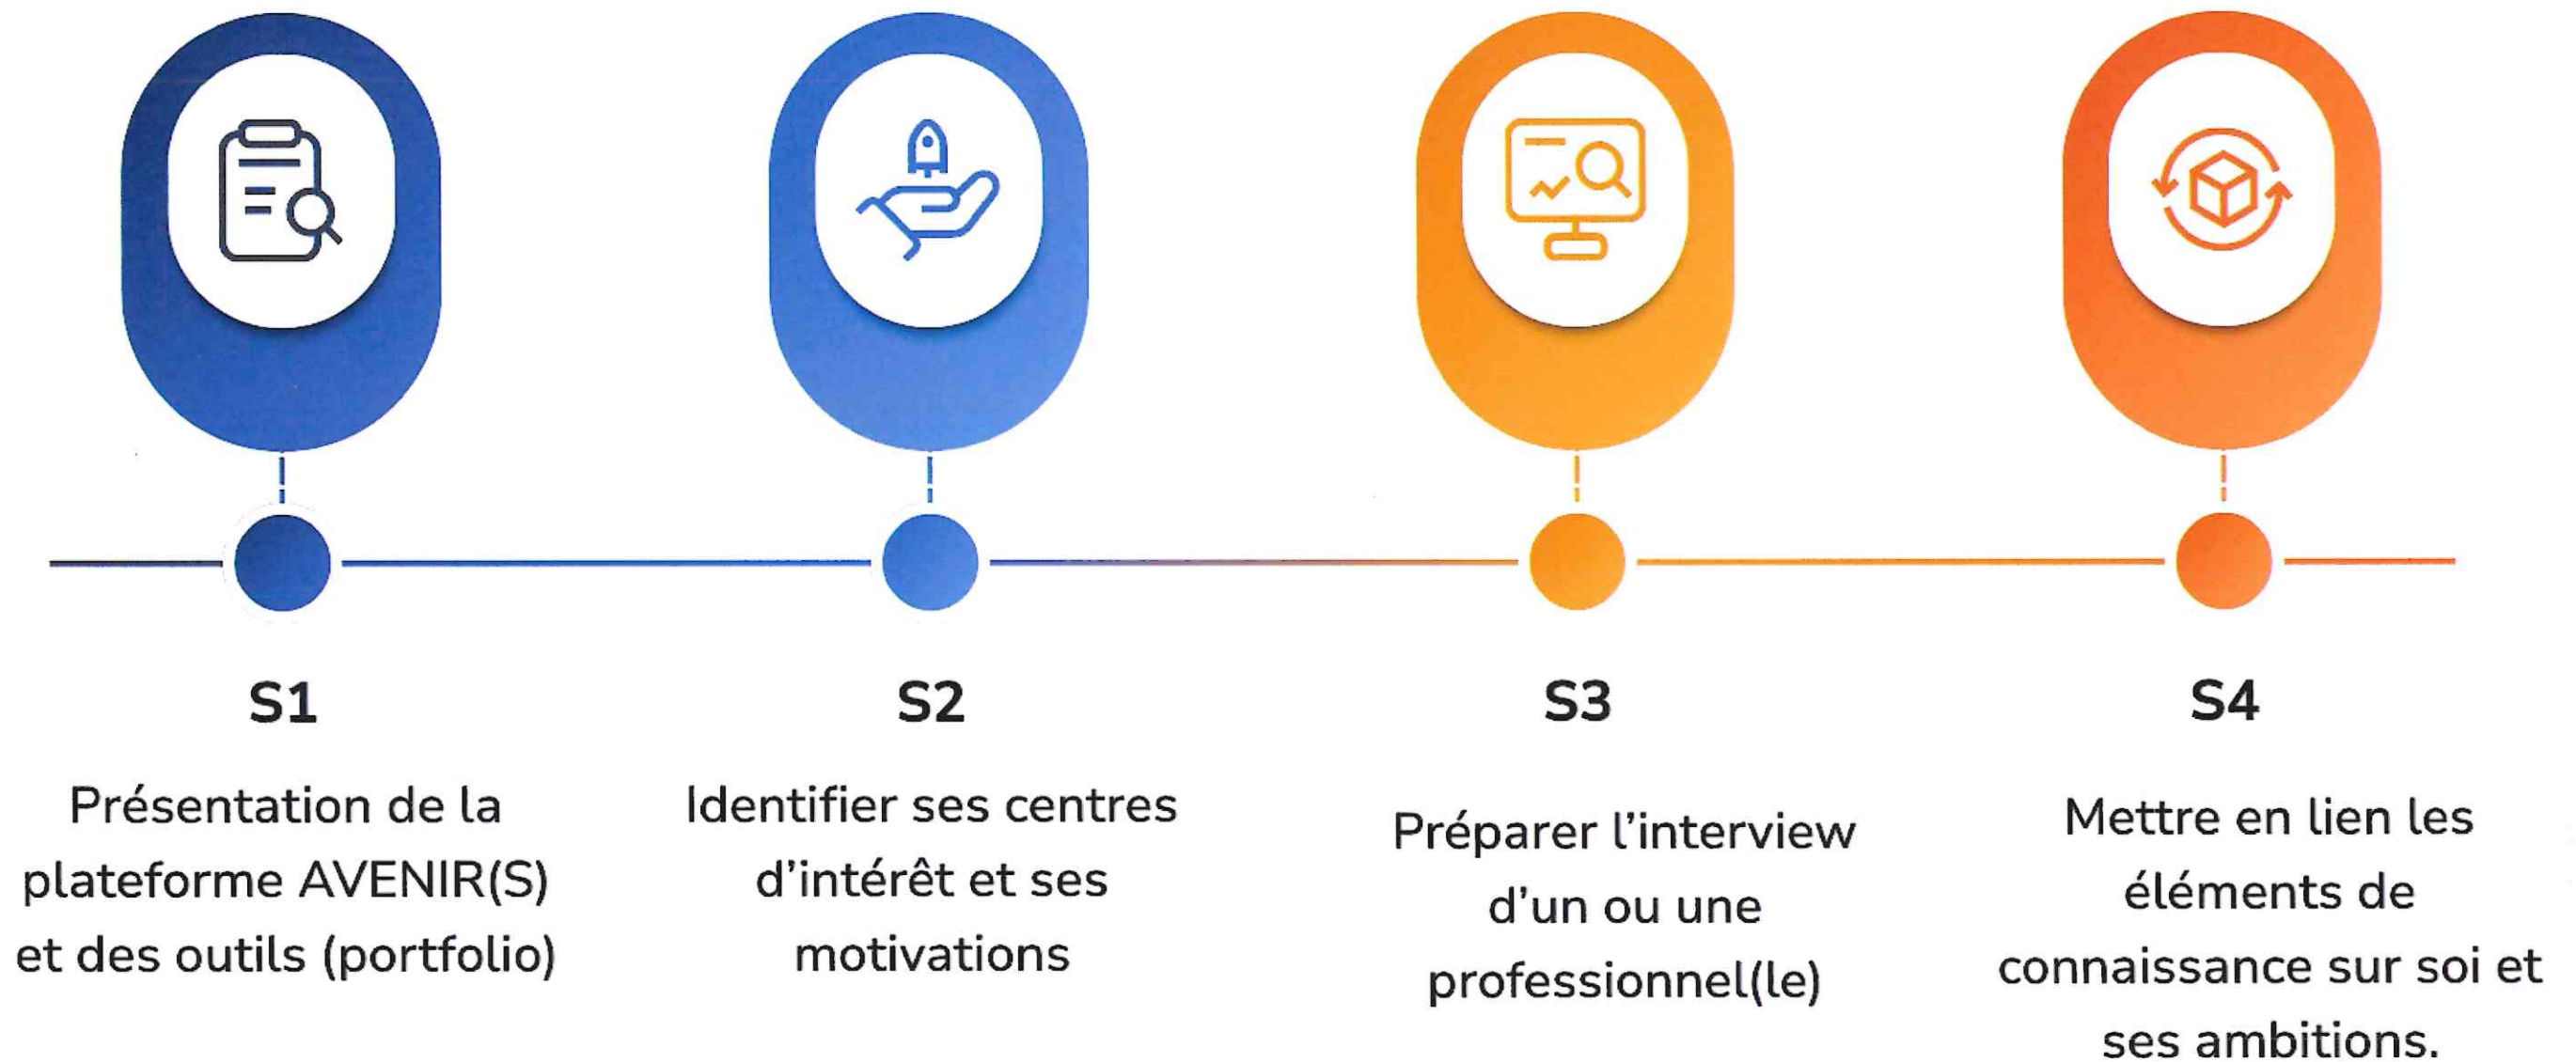 S1
Présentation de la
plateforme AVENIR(S)
et des outils (portfolio)
S2
Identifier ses centres
d'intérêt et ses
motivations
S3
Préparer l'interview
d'un ou une
professionnel(le)
S4
Mettre en lien les
éléments de
connaissance sur soi et
ses ambitions.